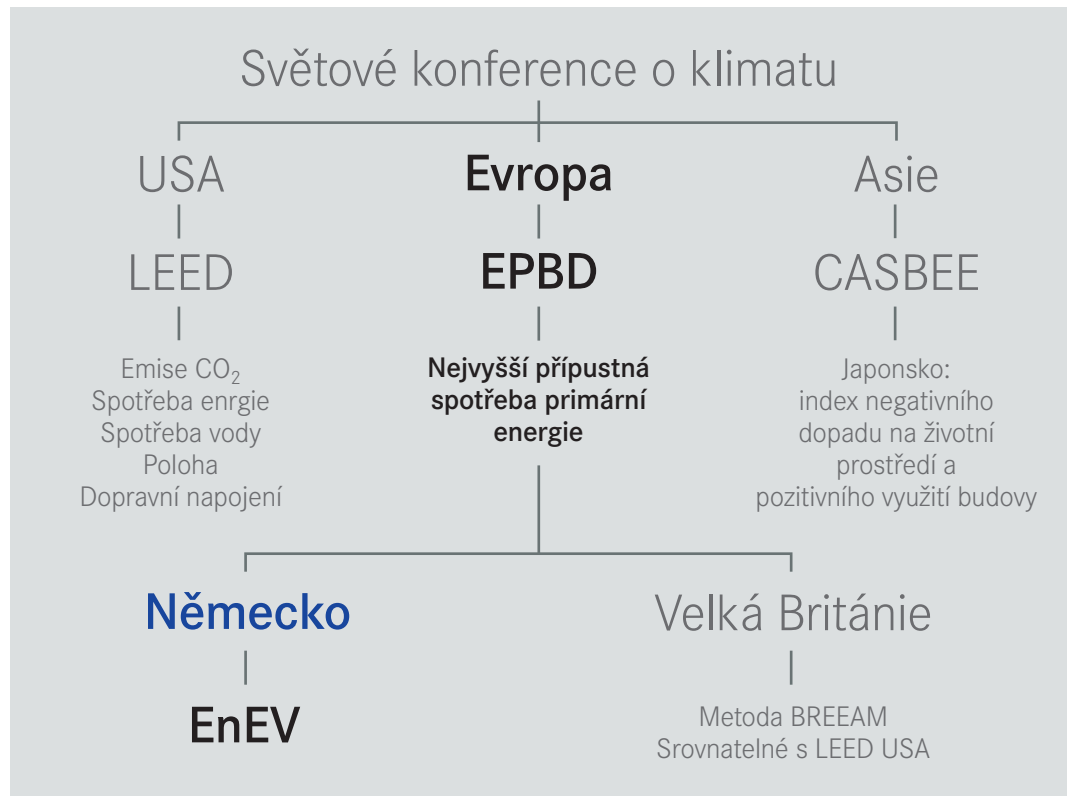 Světové konference o klimatu
USA
Evropa
Asie
LEED
EPBD
CASBEE
Emise CO₂
Spotřeba enrgie
Spotřeba vody
Poloha
Dopravní napojení
Nejvyšší přípustná
spotřeba primární
energie
Japonsko:
index negativního
dopadu na životní
prostředí a
pozitivního využití budovy
Německo
Velká Británie
EnEV
Metoda BREEAM
Srovnatelné s LEED USA